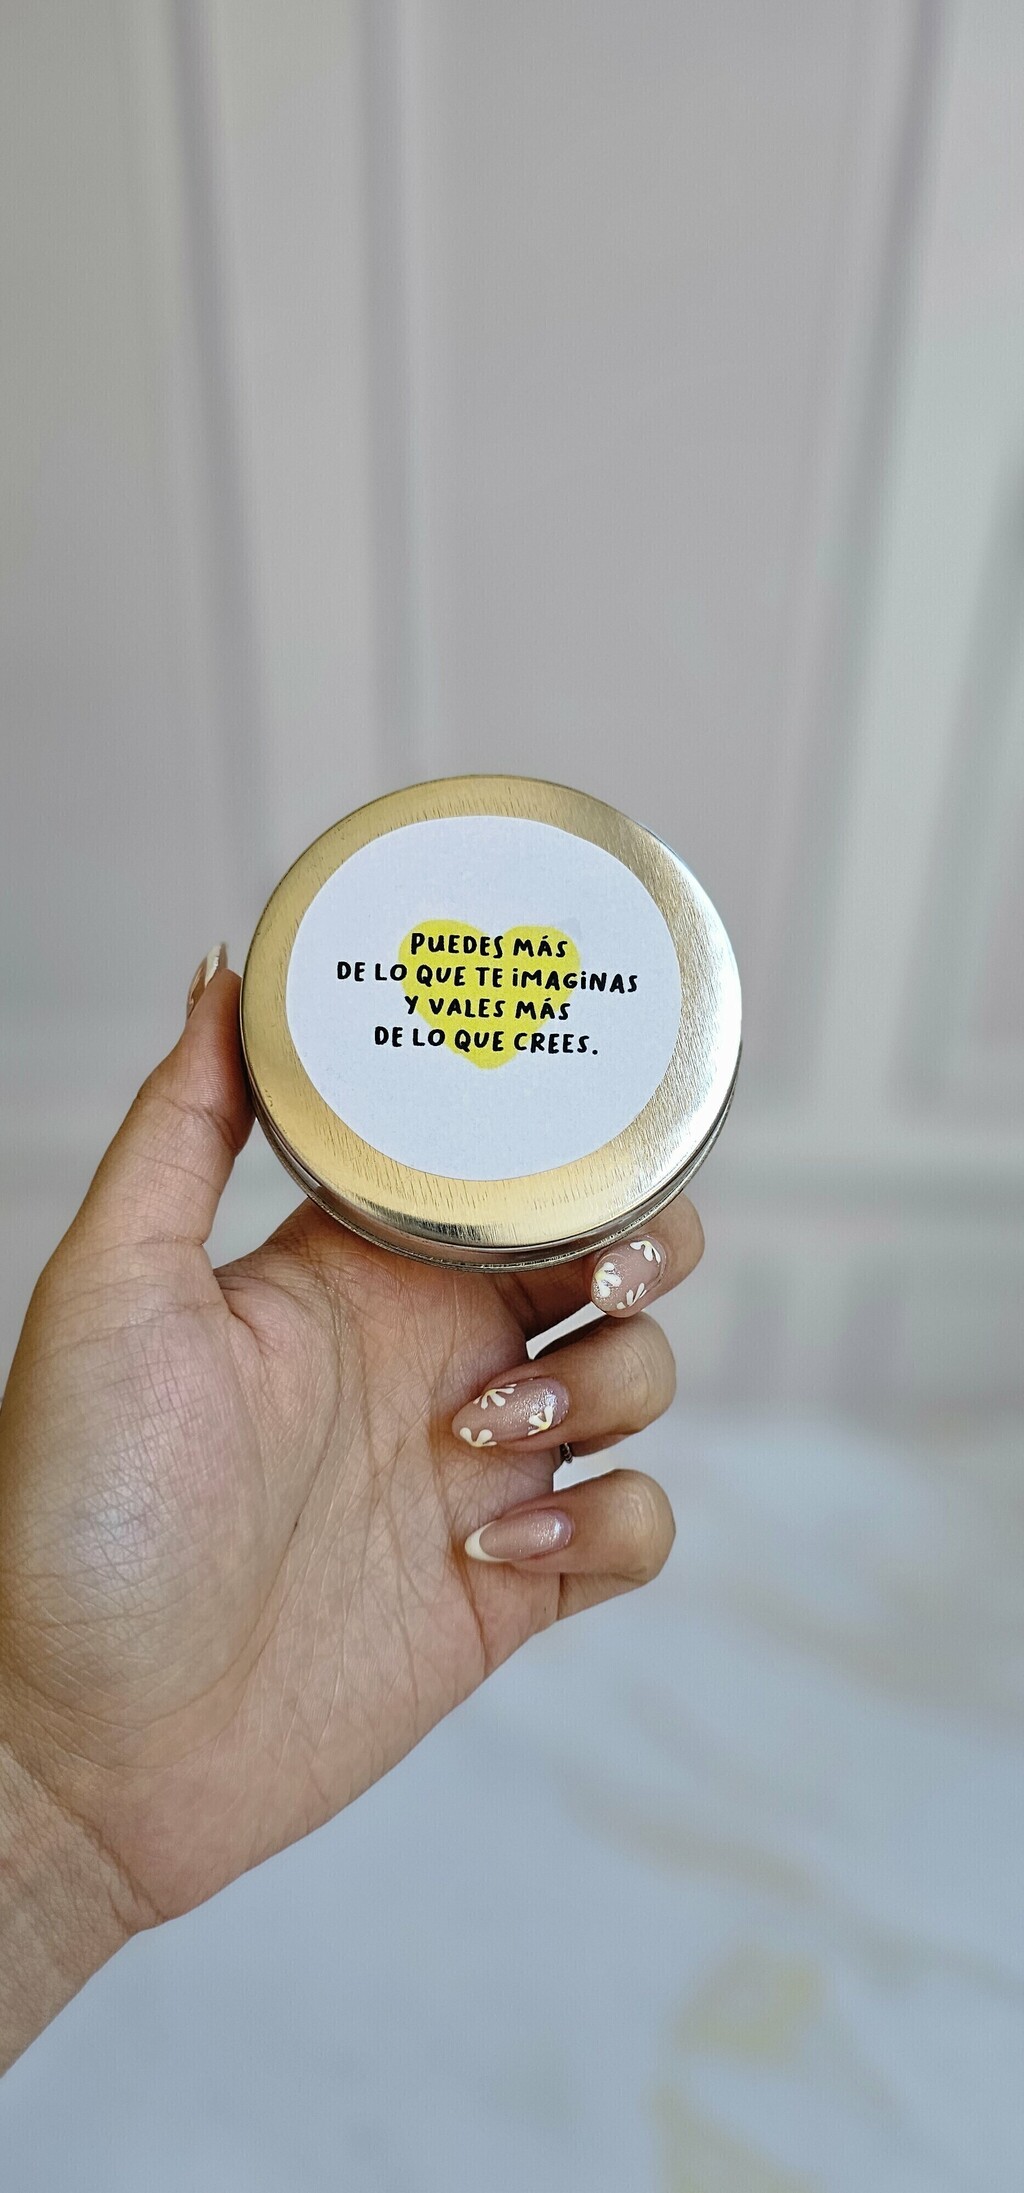 PUEDES MÁS
DE LO QUE TE iMAGiNAS
Y VALES MÁS
DE LO QUE CREES.